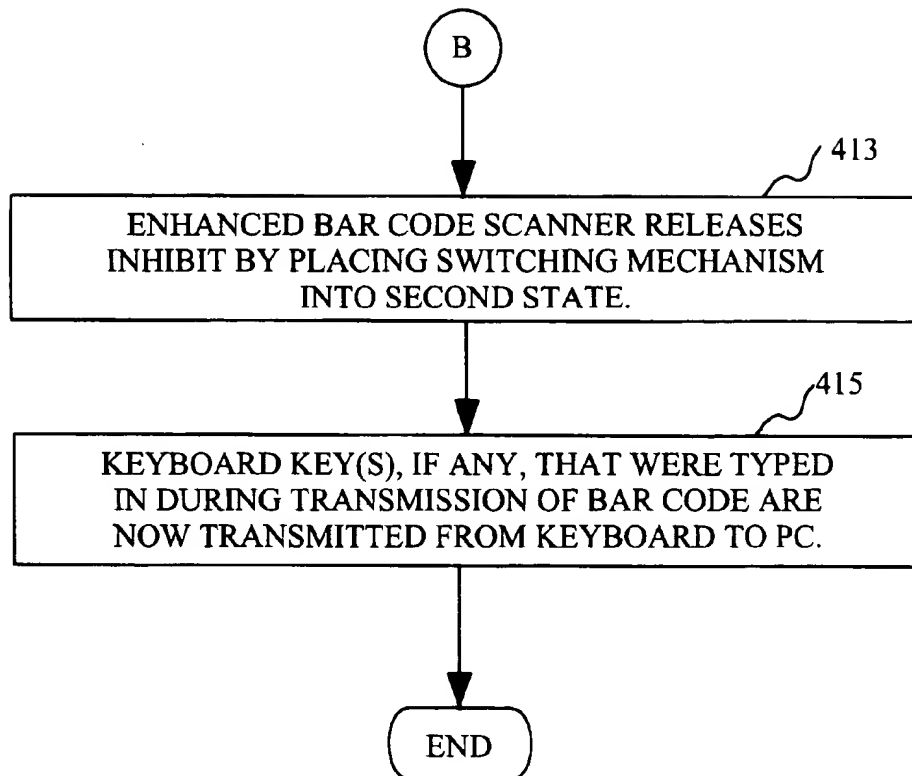 B
413
ENHANCED BAR CODE SCANNER RELEASES
INHIBIT BY PLACING SWITCHING MECHANISM
INTO SECOND STATE.
415
KEYBOARD KEY(S), IF ANY, THAT WERE TYPED
IN DURING TRANSMISSION OF BAR CODE ARE
NOW TRANSMITTED FROM KEYBOARD TO PC.
END